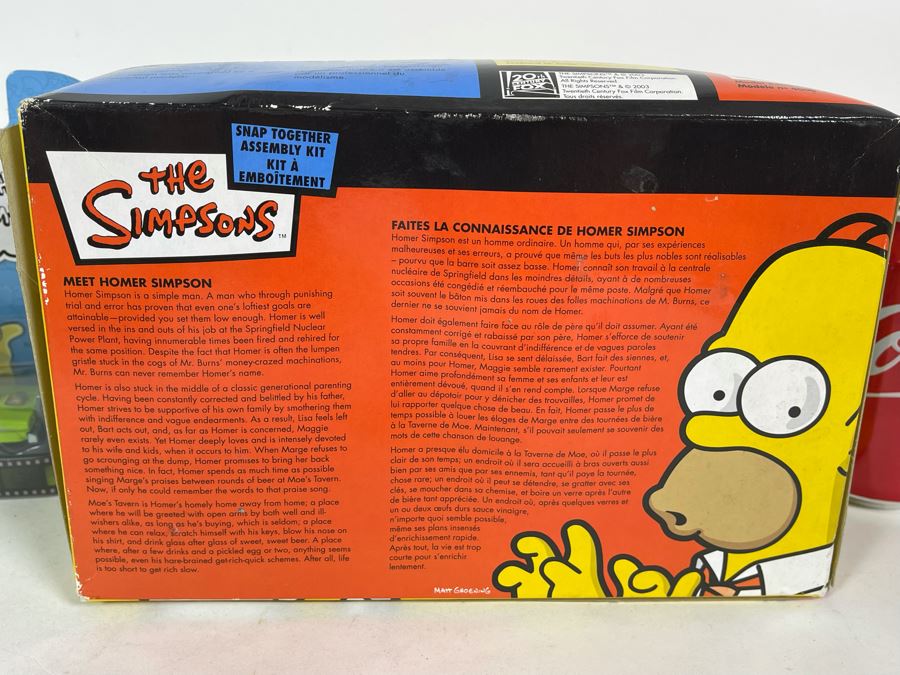 par un professionnel du
modélisme.
20TH
CENTURY
FOX
THE SIMPSONS™ & © 2003
Twentieth Century Fox Film Corporation.
All Rights Reserved.
THE SIMPSONS™ & © 2003
Twentieth Century Fox Film Corporation.
Tous droits réservés.
SNAP TOGETHER
ASSEMBLY KIT
KIT À
EMBOÎTEMENT
THE
SIMPSONS
TM
MEET HOMER SIMPSON
Homer Simpson is a simple man. A man who through punishing
trial and error has proven that even one's loftiest goals are
attainable—provided you set them low enough. Homer is well
versed in the ins and outs of his job at the Springfield Nuclear
Power Plant, having innumerable times been fired and rehired for
the same position. Despite the fact that Homer is often the lumpen
gristle stuck in the cogs of Mr. Burns' money-crazed machinations,
Mr. Burns can never remember Homer's name.
Homer is also stuck in the middle of a classic generational parenting
cycle. Having been constantly corrected and belittled by his father,
Homer strives to be supportive of his own family by smothering them
with indifference and vague endearments. As a result, Lisa feels left
out, Bart acts out, and, as far as Homer is concerned, Maggie
rarely even exists. Yet Homer deeply loves and is intensely devoted
to his wife and kids, when it occurs to him. When Marge refuses to
go scrounging at the dump, Homer promises to bring her back
something nice. In fact, Homer spends as much time as possible
singing Marge's praises between rounds of beer at Moe's Tavern.
Now, if only he could remember the words to that praise song.
Moe's Tavern is Homer's homely home away from home; a place
where he will be greeted with open arms by both well and ill-
wishers alike, as long as he's buying, which is seldom; a place
where he can relax, scratch himself with his keys, blow his nose on
his shirt, and drink glass after glass of sweet, sweet beer. A place
where, after a few drinks and a pickled egg or two, anything seems
possible, even his hare-brained get-rich-quick schemes. After all, life
is too short to get rich slow.
FAITES LA CONNAISSANCE DE HOMER SIMPSON
Homer Simpson est un homme ordinaire. Un homme qui, par ses expériences
malheureuses et ses erreurs, a prouvé que même les buts les plus nobles sont réalisables
– pourvu que la barre soit assez basse. Homer connaît son travail à la centrale
nucléaire de Springfield dans les moindres détails, ayant à de nombreuses
occasions été congédié et réembauché pour le même poste. Malgré que Homer
soit souvent le bâton mis dans les roues des folles machinations de M. Burns, ce
dernier ne se souvient jamais du nom de Homer.
Homer doit également faire face au rôle de père qu'il doit assumer. Ayant été
constamment corrigé et rabaissé par son père, Homer s'efforce de soutenir
sa propre famille en la couvrant d'indifférence et de vagues paroles
tendres. Par conséquent, Lisa se sent délaissée, Bart fait des siennes, et,
au moins pour Homer, Maggie semble rarement exister. Pourtant
Homer aime profondément sa femme et ses enfants et leur est
entièrement dévoué, quand il s'en rend compte. Lorsque Marge refuse
d'aller au dépotoir pour y dénicher des trouvailles, Homer promet de
lui rapporter quelque chose de beau. En fait, Homer passe le plus de
temps possible à louer les éloges de Marge entre des tournées de bière
à la Taverne de Moe. Maintenant, s'il pouvait seulement se souvenir des
mots de cette chanson de louange.
Homer a presque élu domicile à la Taverne de Moe, où il passe le plus
clair de son temps; un endroit où il sera accueilli à bras ouverts aussi
bien par ses amis que par ses ennemis, tant qu'il paye la tournée,
chose rare; un endroit où il peut se détendre, se gratter avec ses
clés, se moucher dans sa chemise, et boire un verre après l'autre
de bière tant appréciée. Un endroit où, après quelques verres et
un ou deux œufs durs sauce vinaigre,
n'importe quoi semble possible,
même ses plans insensés
d'enrichissement rapide.
Après tout, la vie est trop
courte pour s'enrichir
lentement.
MATT GROENING